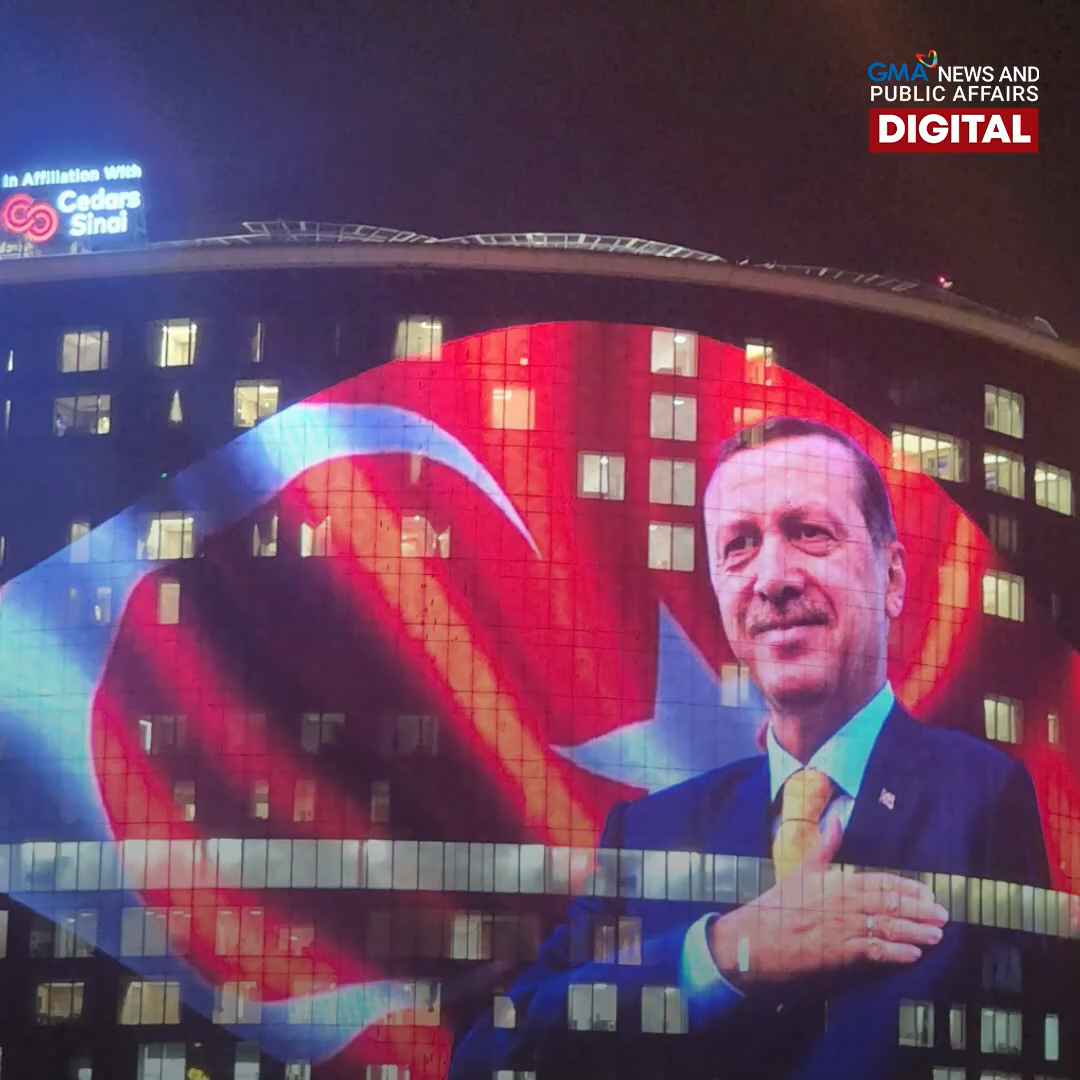 GMA NEWS AND
PUBLIC AFFAIRS
DIGITAL
In Affiliation With
Cedars
Sinai